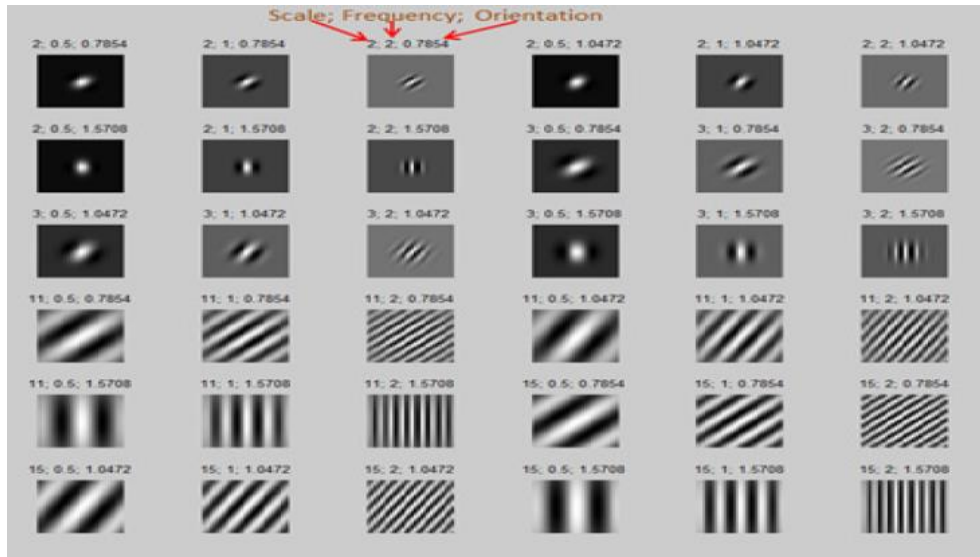 Scale; Frequency; Orientation
2; 0.5; 0.7854 2; 1; 0.7854 2; 2; 0.7854 2; 0.5; 1.0472 2; 1; 1.0472 2; 2; 1.0472
2; 0.5; 1.5708 2; 1; 1.5708 2; 2; 1.5708 3; 0.5; 0.7854 3; 1; 0.7854 3; 2; 0.7854
3; 0.5; 1.0472 3; 1; 1.0472 3; 2; 1.0472 3; 0.5; 1.5708 3; 1; 1.5708 3; 2; 1.5708
11; 0.5; 0.7854 11; 1; 0.7854 11; 2; 0.7854 11; 0.5; 1.0472 11; 1; 1.0472 11; 2; 1.0472
11; 0.5; 1.5708 11; 1; 1.5708 11; 2; 1.5708 15; 0.5; 0.7854 15; 1; 0.7854 15; 2; 0.7854
15; 0.5; 1.0472 15; 1; 1.0472 15; 2; 1.0472 15; 0.5; 1.5708 15; 1; 1.5708 15; 2; 1.5708